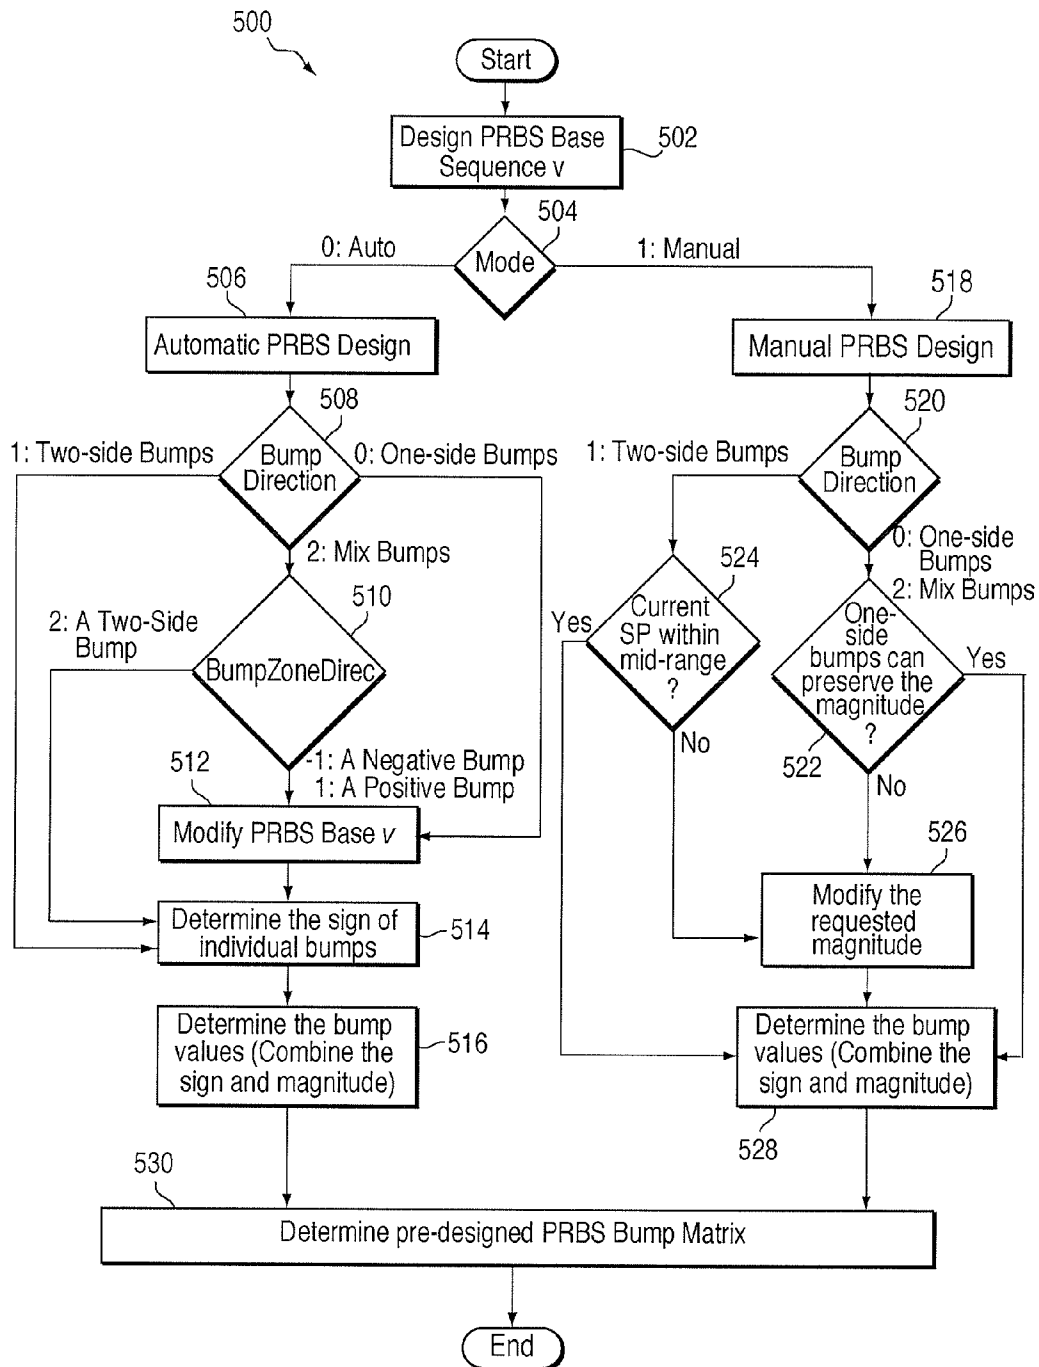 500
Start
Design PRBS Base
Sequence v
502
504
0: Auto
Mode
1: Manual
506
518
Automatic PRBS Design
Manual PRBS Design
508
520
1: Two-side Bumps
Bump
Direction
0: One-side Bumps
1: Two-side Bumps
Bump
Direction
2: Mix Bumps
0: One-side
Bumps
2: Mix Bumps
510
524
2: A Two-Side
Bump
BumpZoneDirec
Yes
Current
SP within
mid-range
?
One-
side
bumps can
preserve the
magnitude
?
Yes
No
522
No
-1: A Negative Bump
1: A Positive Bump
512
Modify PRBS Base v
526
Modify the
requested
magnitude
Determine the sign of
individual bumps
514
Determine the bump
values (Combine the
sign and magnitude)
516
Determine the bump
values (Combine the
sign and magnitude)
528
530
Determine pre-designed PRBS Bump Matrix
End